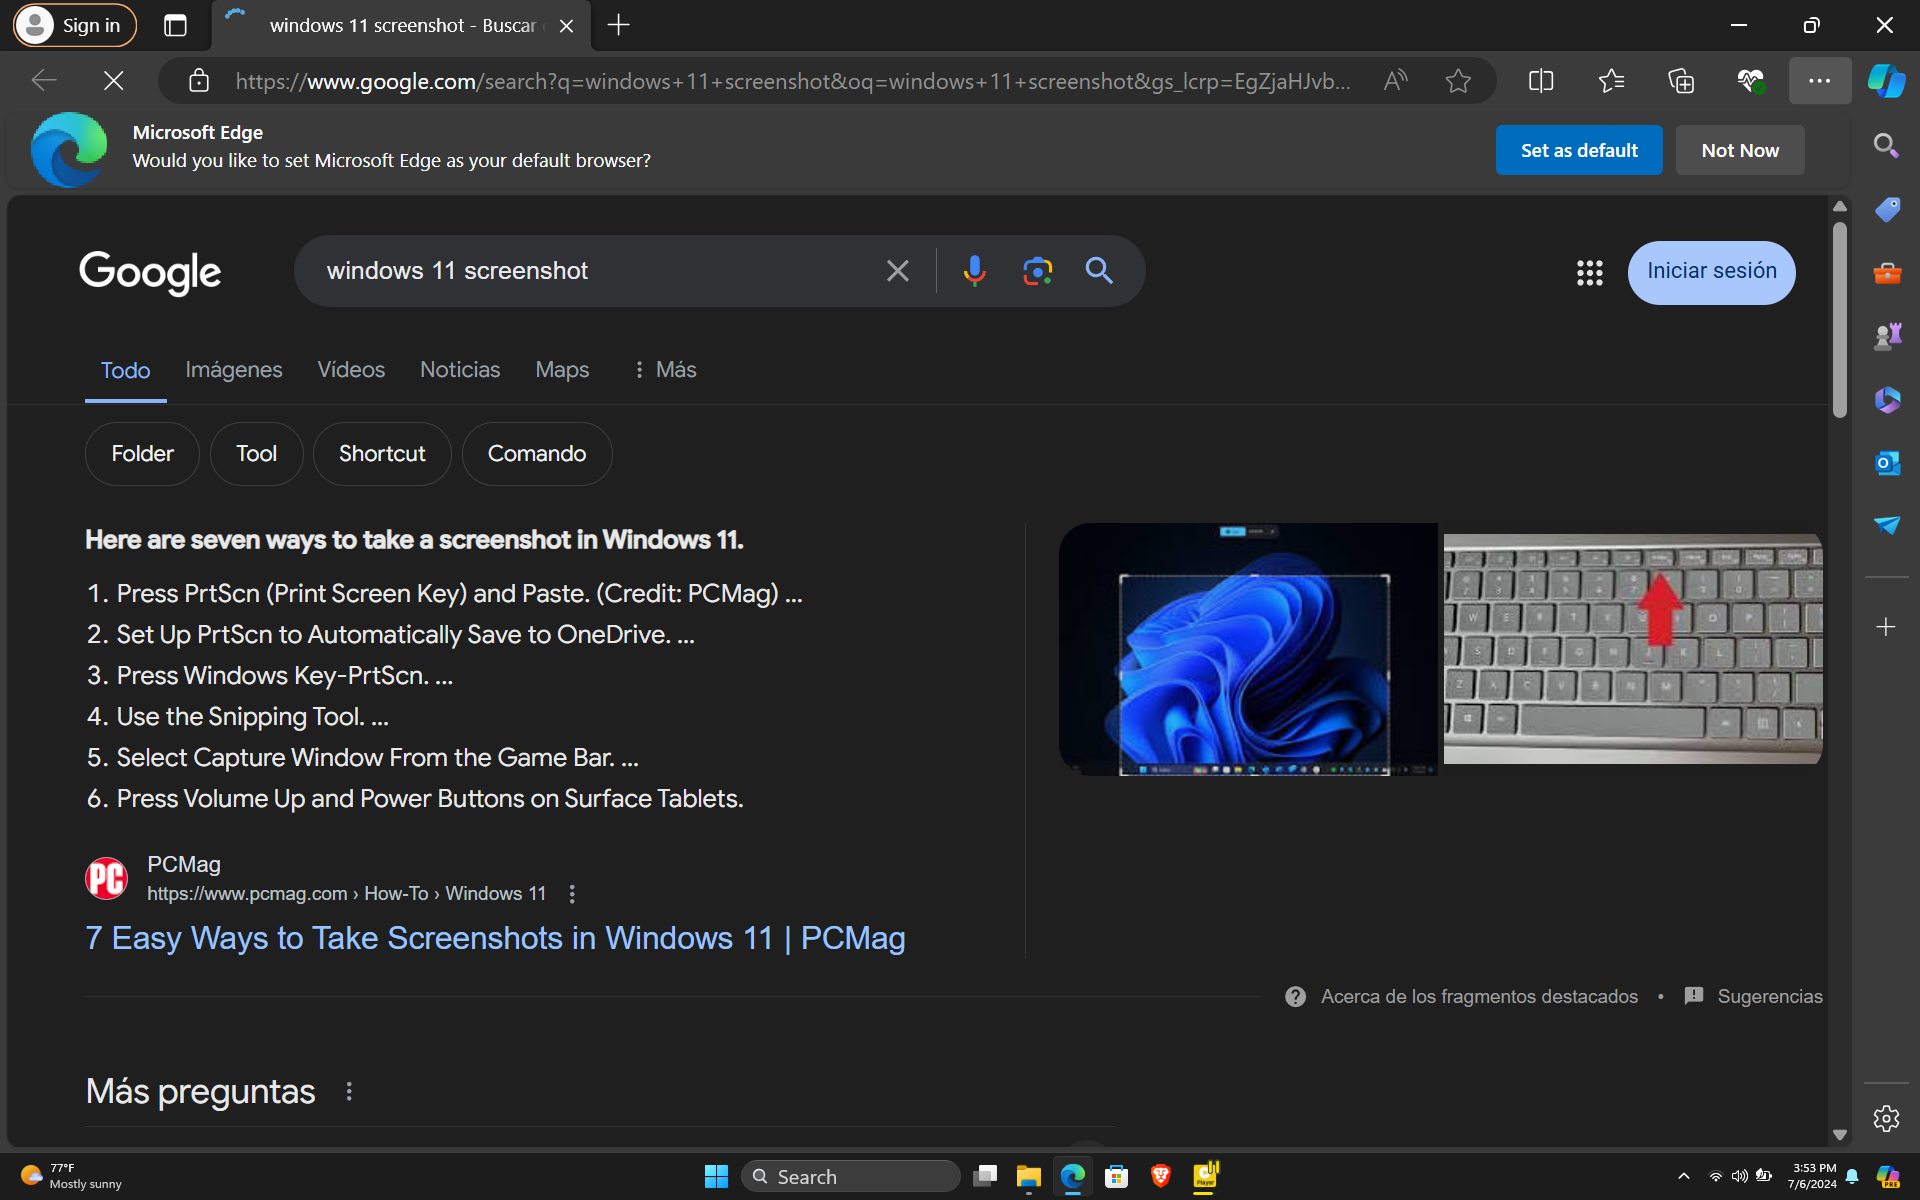 Sign in
windows 11 screenshot - Buscar
https://www.google.com/search?q=windows+11+screenshot&oq=windows+11+screenshot&gs_lcrp=EgZjaHJvb...
Microsoft Edge
Would you like to set Microsoft Edge as your default browser?
Set as default
Not Now
Google
windows 11 screenshot
Iniciar sesión
Todo Imágenes Vídeos Noticias Maps Más
Folder Tool Shortcut Comando
Here are seven ways to take a screenshot in Windows 11.
1. Press PrtScn (Print Screen Key) and Paste. (Credit: PCMag) ...
2. Set Up PrtScn to Automatically Save to OneDrive. ...
3. Press Windows Key-PrtScn. ...
4. Use the Snipping Tool. ...
5. Select Capture Window From the Game Bar. ...
6. Press Volume Up and Power Buttons on Surface Tablets.
PC
PCMag
https://www.pcmag.com › How-To › Windows 11
7 Easy Ways to Take Screenshots in Windows 11 | PCMag
Acerca de los fragmentos destacados • Sugerencias
Más preguntas
77°F
Mostly sunny
Search
Player
3:53 PM
7/6/2024
PRE